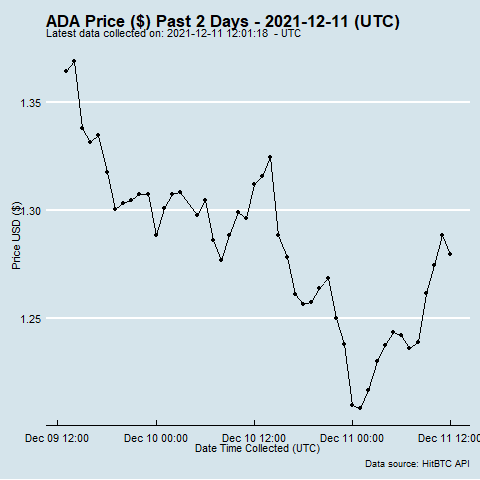 ADA Price ($) Past 2 Days - 2021-12-11 (UTC)
Latest data collected on: 2021-12-11 12:01:18 - UTC
1.35
1.30
1.25
Price USD ($)
Dec 09 12:00 Dec 10 00:00 Dec 10 12:00 Dec 11 00:00 Dec 11 12:00
Date Time Collected (UTC)
Data source: HitBTC API